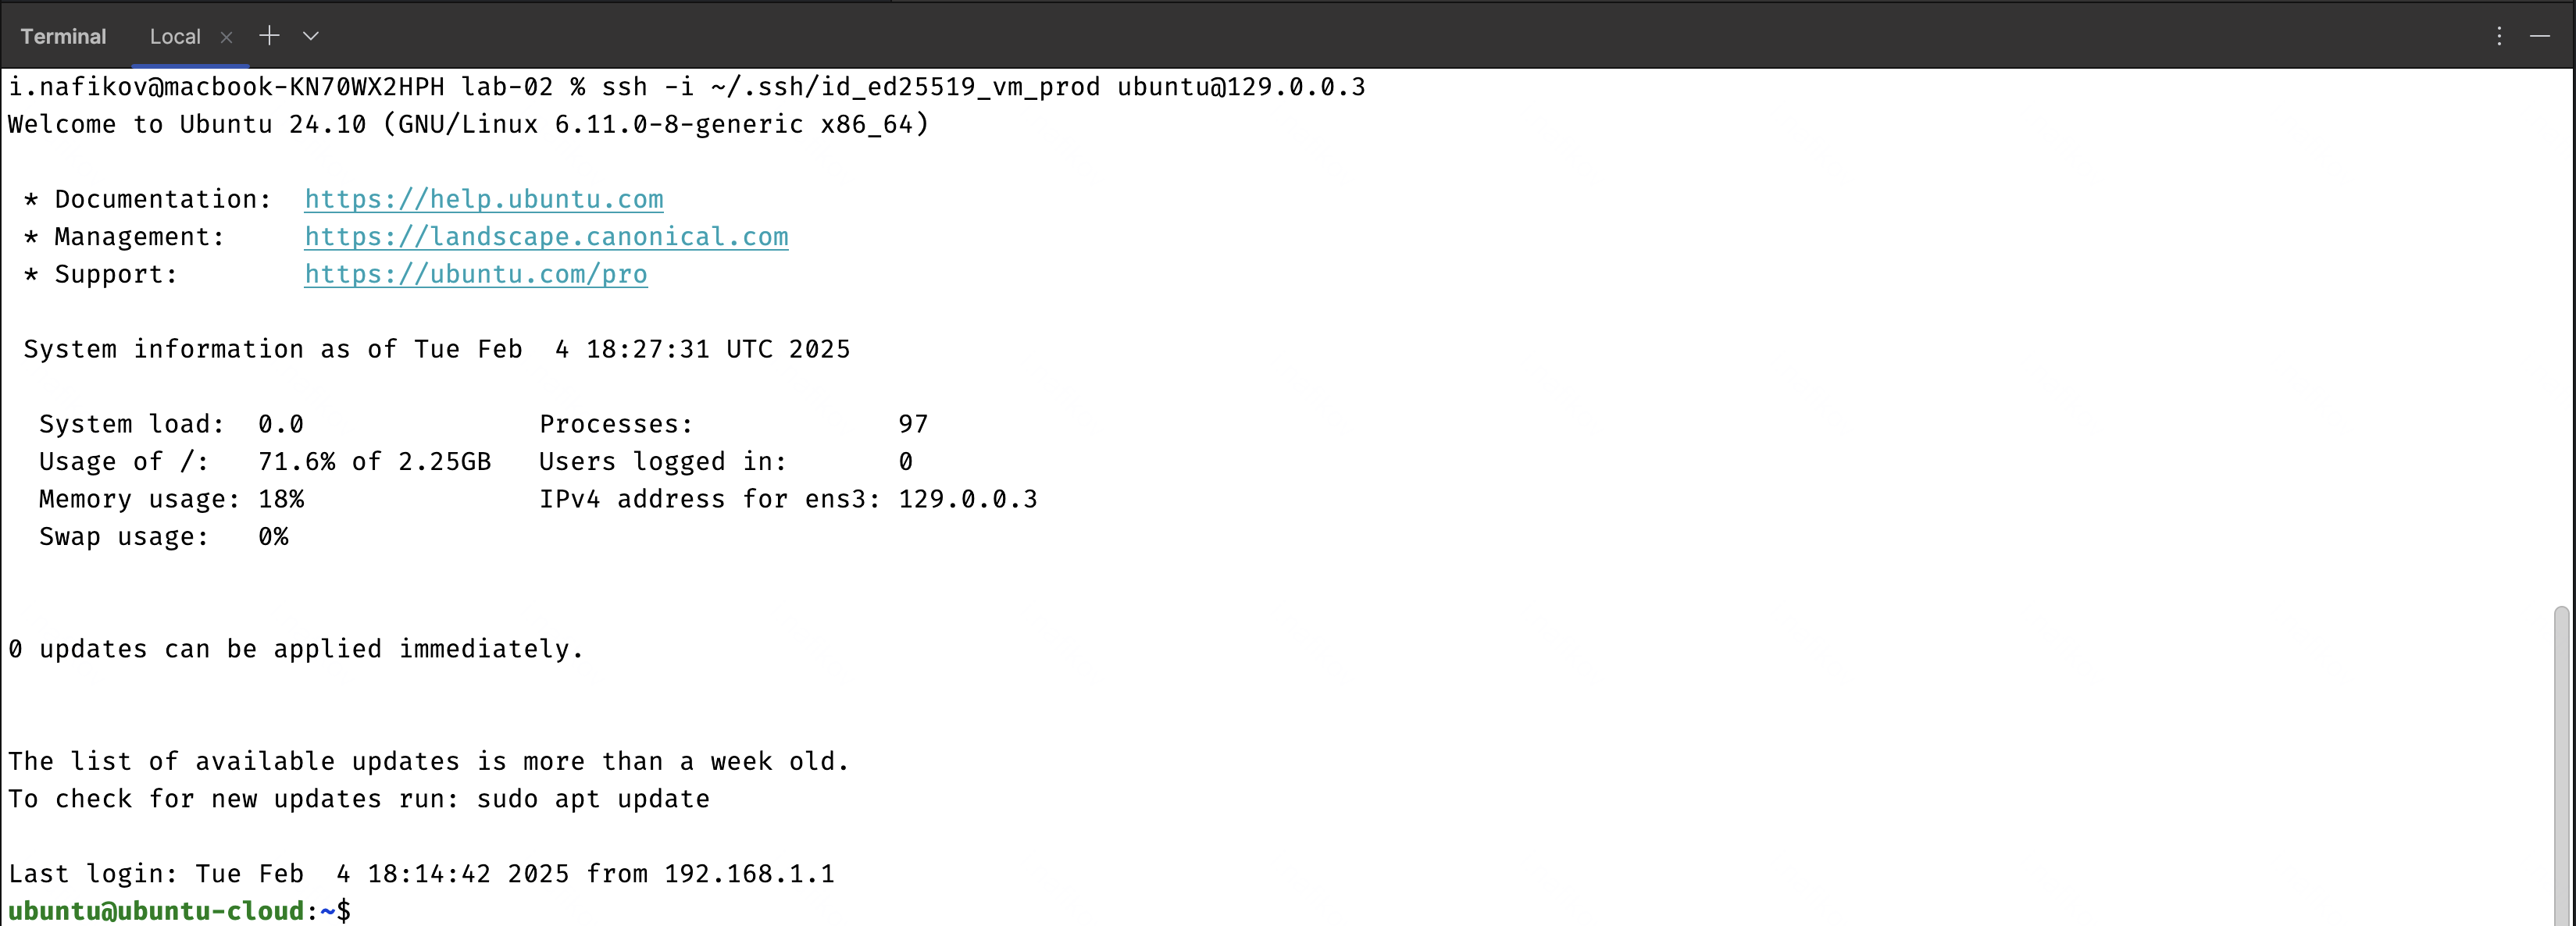 Terminal Local
i.nafikov@macbook-KN70WX2HPH lab-02 % ssh -i ~/.ssh/id_ed25519_vm_prod ubuntu@129.0.0.3
Welcome to Ubuntu 24.10 (GNU/Linux 6.11.0-8-generic x86_64)
* Documentation:  https://help.ubuntu.com
* Management:     https://landscape.canonical.com
* Support:        https://ubuntu.com/pro
System information as of Tue Feb  4 18:27:31 UTC 2025
System load:  0.0               Processes:             97
Usage of /:   71.6% of 2.25GB   Users logged in:       0
Memory usage: 18%               IPv4 address for ens3: 129.0.0.3
Swap usage:   0%
0 updates can be applied immediately.
The list of available updates is more than a week old.
To check for new updates run: sudo apt update
Last login: Tue Feb  4 18:14:42 2025 from 192.168.1.1
ubuntu@ubuntu-cloud:~$